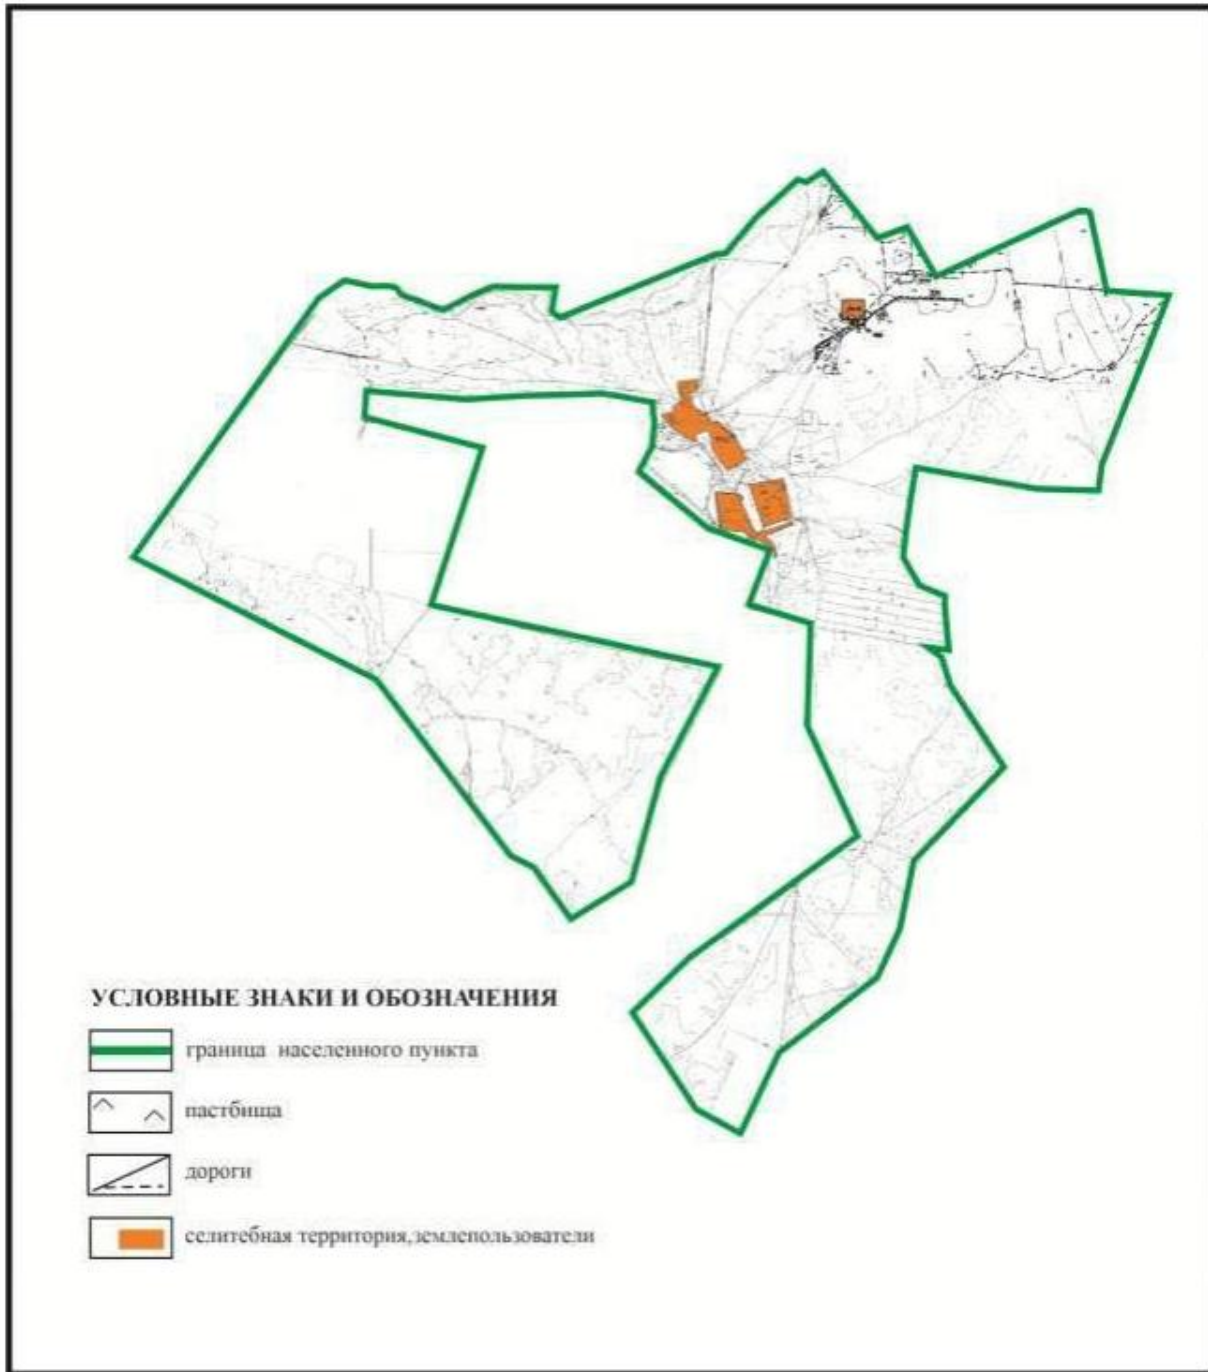 УСЛОВНЫЕ ЗНАКИ И ОБОЗНАЧЕНИЯ
граница населенного пункта
пастбища
дороги
селитебная территория,землепользователи